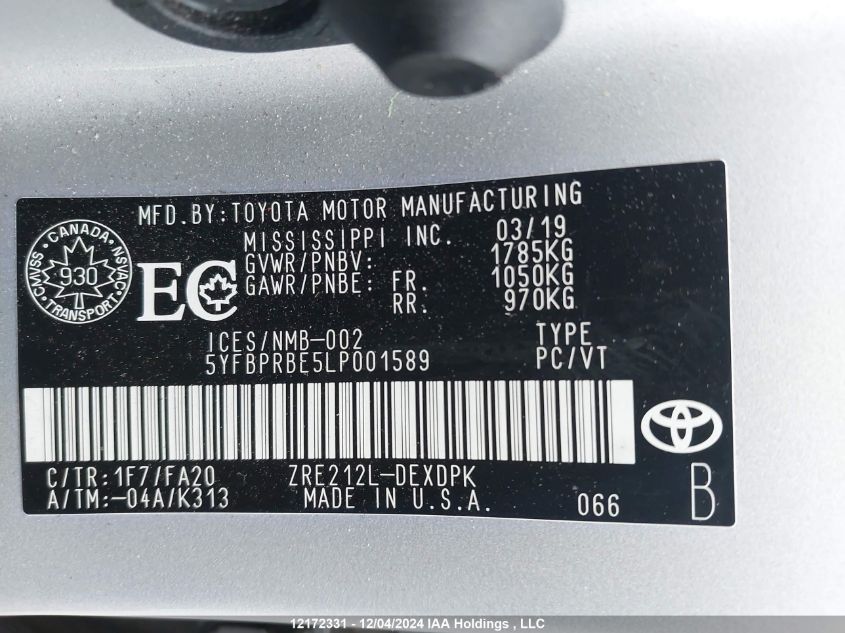 MFD.BY:TOYOTA MOTOR MANUFACTURING
MISSISSIPPI INC. 03/19
GVWR/PNBV: 1785KG
GAWR/PNBE: FR. 1050KG
RR. 970KG
CANADA
CMVSS 930 NSVAC
TRANSPORT
EC
ICES/NMB-002 TYPE
5YFBPRBE5LP001589 PC/VT
C/TR:1F7/FA20 ZRE212L-DEXDPK
A/TM:-04A/K313 MADE IN U.S.A. 066 B
12172331 - 12/04/2024 IAA Holdings , LLC